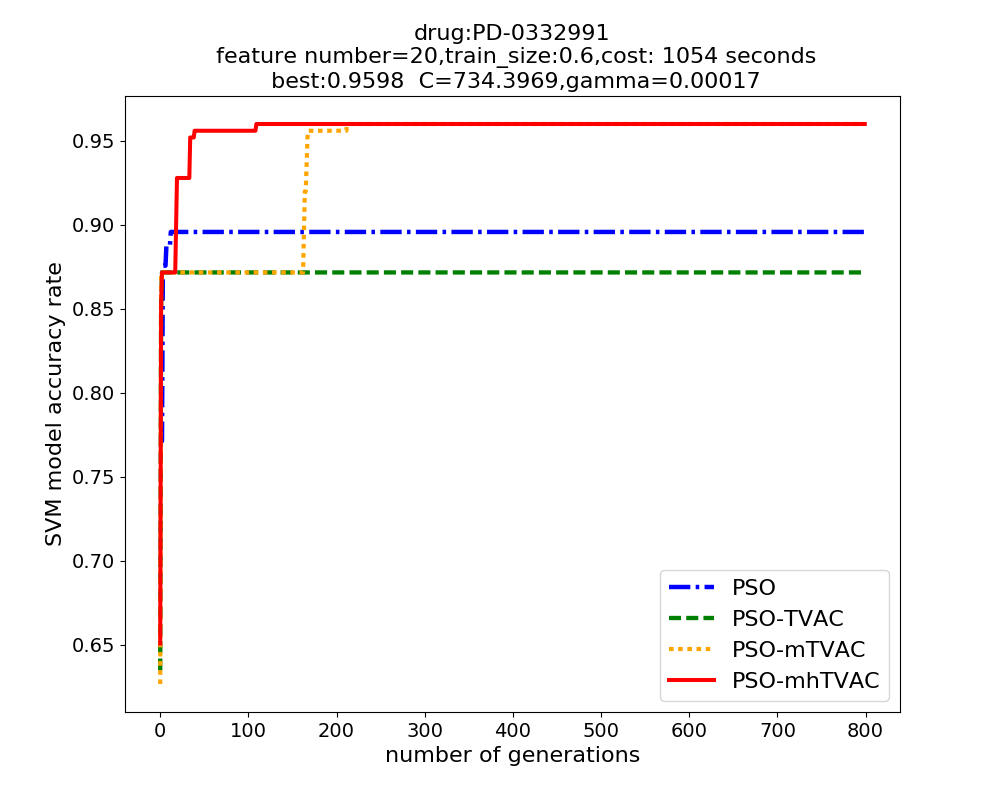 drug:PD-0332991
feature number=20,train_size:0.6,cost: 1054 seconds
best:0.9598  C=734.3969,gamma=0.00017
SVM model accuracy rate
0.95
0.90
0.85
0.80
0.75
0.70
0.65
PSO
PSO-TVAC
PSO-mTVAC
PSO-mhTVAC
0 100 200 300 400 500 600 700 800
number of generations